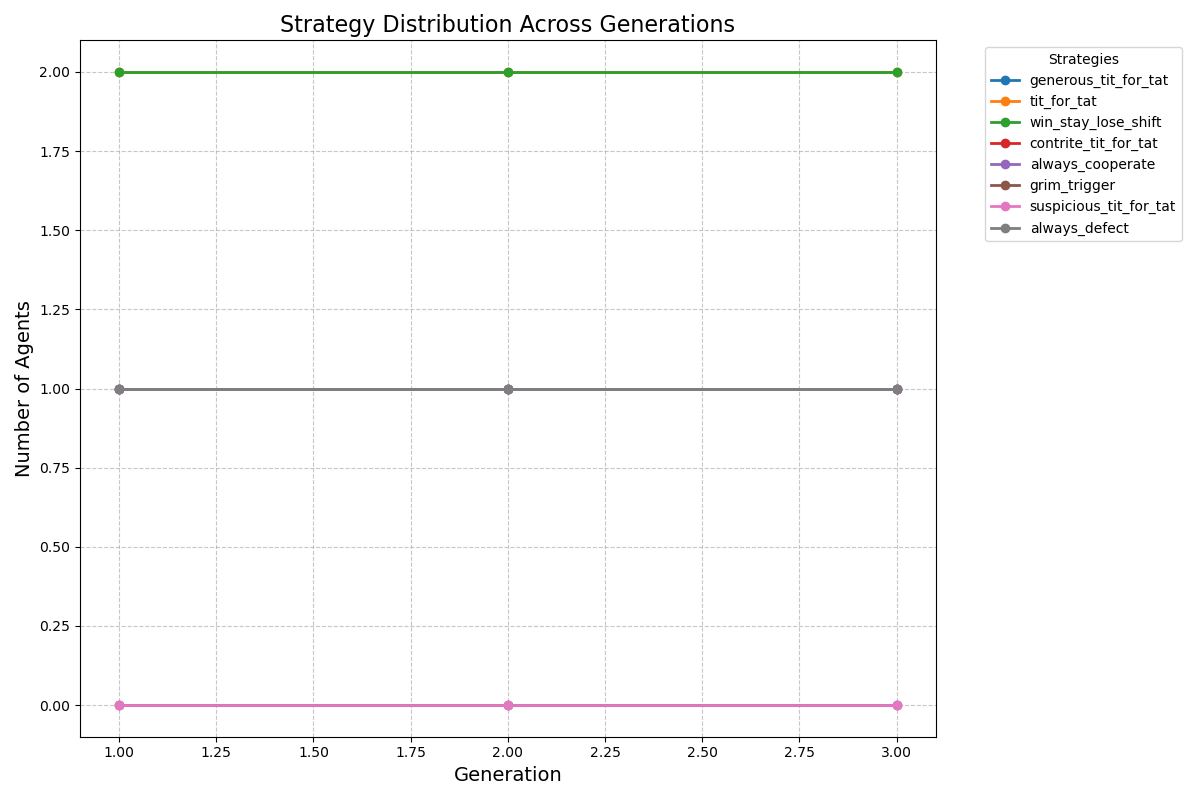 Strategy Distribution Across Generations
Number of Agents
2.00
1.75
1.50
1.25
1.00
0.75
0.50
0.25
0.00
1.00 1.25 1.50 1.75 2.00 2.25 2.50 2.75 3.00
Generation
Strategies
generous_tit_for_tat
tit_for_tat
win_stay_lose_shift
contrite_tit_for_tat
always_cooperate
grim_trigger
suspicious_tit_for_tat
always_defect